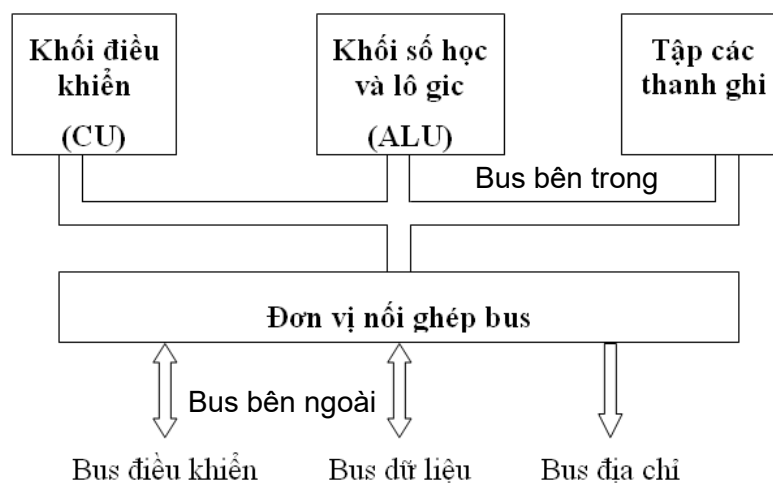 Khối điều
khiển
(CU)
Khối số học
và lô gic
(ALU)
Tập các
thanh ghi
Bus bên trong
Đơn vị nối ghép bus
Bus bên ngoài
Bus điều khiển
Bus dữ liệu
Bus địa chỉ